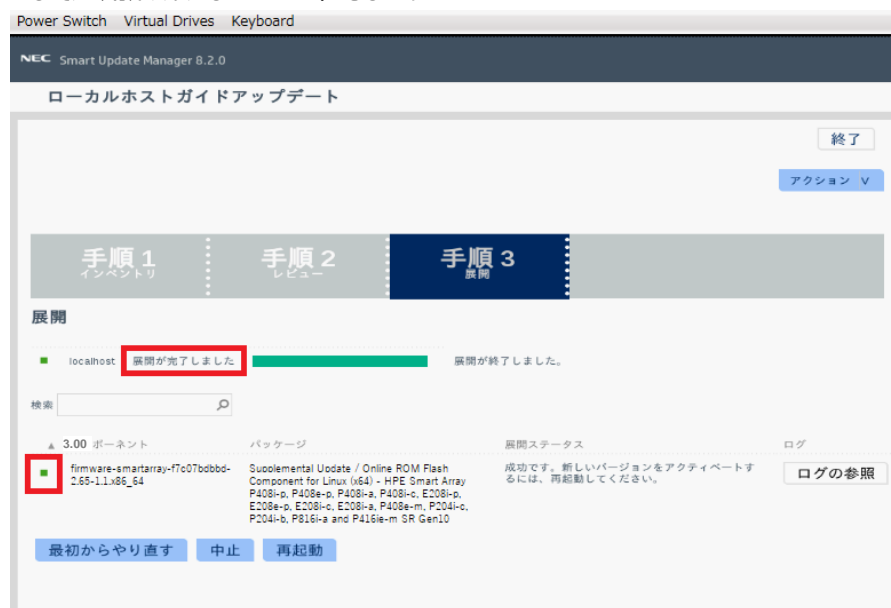 Power Switch Virtual Drives Keyboard
NEC Smart Update Manager 8.2.0
ローカルホストガイドアップデート
終了
アクション V
手順 1
インベントリ
手順 2
レビュー
手順 3
展開
展開
localhost 展開が完了しました 展開が終了しました。
検索
▲ 3.00 ポーネント パッケージ 展開ステータス ログ
firmware-smartarray-f7c07bdbbd-
2.65-1.1.x86_64
Supplemental Update / Online ROM Flash
Component for Linux (x64) - HPE Smart Array
P408i-p, P408e-p, P408i-a, P408i-c, E208i-p,
E208e-p, E208i-c, E208i-a, P408e-m, P204i-c,
P204i-b, P816i-a and P416ie-m SR Gen10
成功です。新しいバージョンをアクティベートす
るには、再起動してください。
ログの参照
最初からやり直す 中止 再起動